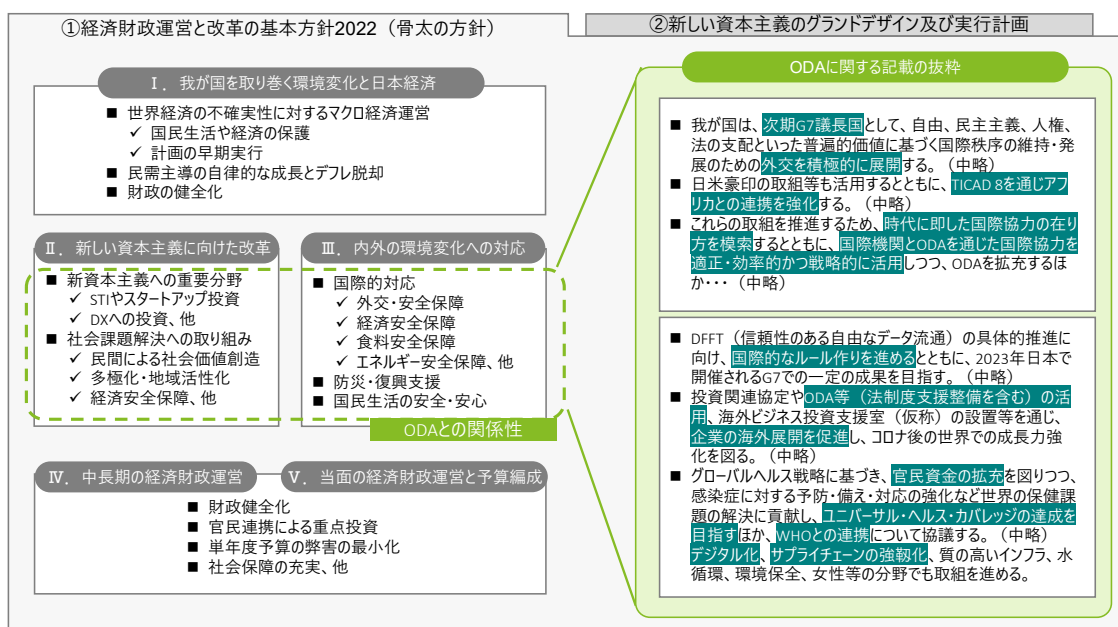 ①経済財政運営と改革の基本方針2022（骨太の方針）
②新しい資本主義のグランドデザイン及び実行計画
Ⅰ．我が国を取り巻く環境変化と日本経済
■ 世界経済の不確実性に対するマクロ経済運営
✓ 国民生活や経済の保護
✓ 計画の早期実行
■ 民需主導の自律的な成長とデフレ脱却
■ 財政の健全化
Ⅱ．新しい資本主義に向けた改革
■ 新資本主義への重要分野
✓ STIやスタートアップ投資
✓ DXへの投資、他
■ 社会課題解決への取り組み
✓ 民間による社会価値創造
✓ 多極化・地域活性化
✓ 経済安全保障、他
Ⅲ．内外の環境変化への対応
■ 国際的対応
✓ 外交・安全保障
✓ 経済安全保障
✓ 食料安全保障
✓ エネルギー安全保障、他
■ 防災・復興支援
■ 国民生活の安全・安心
ODAとの関係性
Ⅳ．中長期の経済財政運営
Ⅴ．当面の経済財政運営と予算編成
■ 財政健全化
■ 官民連携による重点投資
■ 単年度予算の弊害の最小化
■ 社会保障の充実、他
ODAに関する記載の抜粋
■ 我が国は、次期G7議長国として、自由、民主主義、人権、
法の支配といった普遍的価値に基づく国際秩序の維持・発
展のための外交を積極的に展開する。（中略）
■ 日米豪印の取組等も活用するとともに、TICAD 8を通じアフ
リカとの連携を強化する。（中略）
■ これらの取組を推進するため、時代に即した国際協力の在り
方を模索するとともに、国際機関とODAを通じた国際協力を
適正・効率的かつ戦略的に活用しつつ、ODAを拡充するほ
か・・・（中略）
■ DFFT（信頼性のある自由なデータ流通）の具体的推進に
向け、国際的なルール作りを進めるとともに、2023年日本で
開催されるG7での一定の成果を目指す。（中略）
■ 投資関連協定やODA等（法制度支援整備を含む）の活
用、海外ビジネス投資支援室（仮称）の設置等を通じ、
企業の海外展開を促進し、コロナ後の世界での成長力強
化を図る。（中略）
■ グローバルヘルス戦略に基づき、官民資金の拡充を図りつつ、
感染症に対する予防・備え・対応の強化など世界の保健課
題の解決に貢献し、ユニバーサル・ヘルス・カバレッジの達成を
目指すほか、WHOとの連携について協議する。（中略）
デジタル化、サプライチェーンの強靱化、質の高いインフラ、水
循環、環境保全、女性等の分野でも取組を進める。